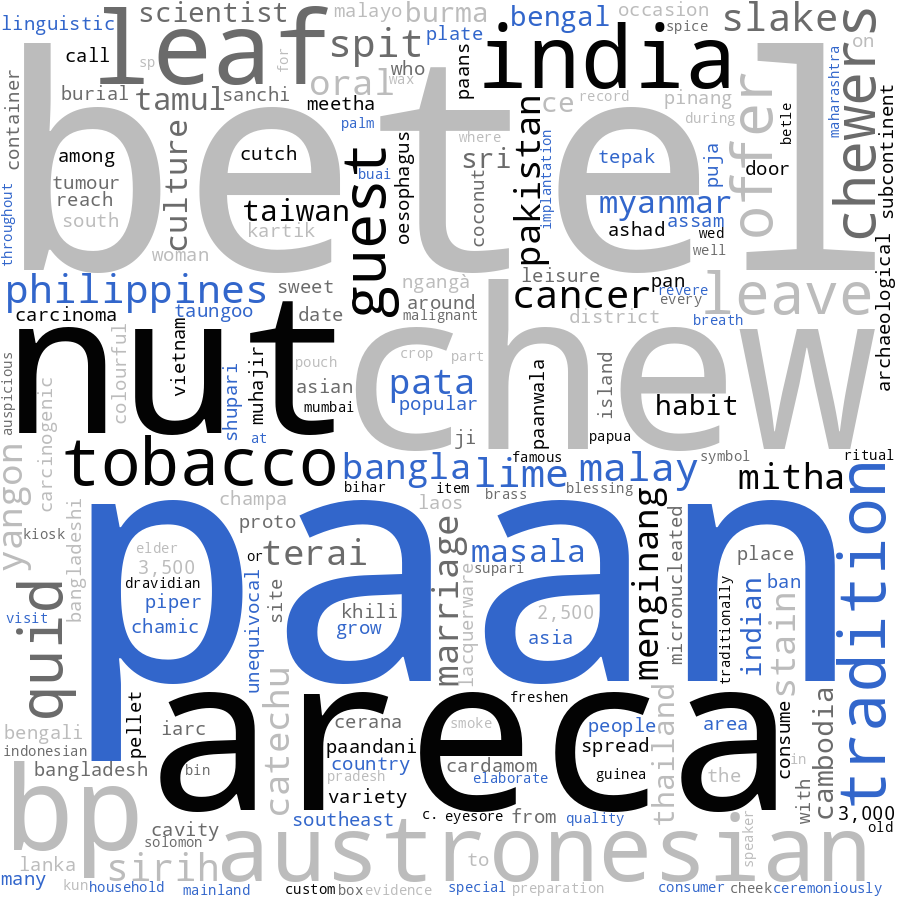 scientist
malayo
burma
bengal
occasion
slake
linguistic
leaf
spit
plate
india
spice
on
call
sp
for
who
paans
chewers
container
burial
tamul
sanchi
oral
wax
meetha
ce
record
pinang
during
offer
betle
maharashtra
subcontinent
betel
palm
where
pakistan
implantation
among
cutch
culture
guest
buai
oesophagus
sri
coconut
tepak
puja
door
tumour
reach
south
taiwan
kartik
myanmar
assam
ashad
wed
well
throughout
woman
philippines
sweet
ngangà
leisure
pan
leave
archaeological
carcinoma
taungoo
date
around
malignant
cancer
revere
every
district
breath
nut
chew
auspicious
carcinogenic
colourful
vietnam
shupari
muhajir
pouch
asian
mumbai
crop
part
pata
popular
paanwala
island
habit
at
ji
papua
tobacco
bangla
lime
famous
malay
symbol
ritual
mitha
yangon
bihar
item
brass
blessing
champa
laos
tradition
kiosk
bangladeshi
proto
elder
or
terai
marriage
masala
supari
menginang
micronucleated
place
3,500
dravidian
paan
quid
piper
unequivocal
site
khili
lacquerware
2,500
traditionally
indian
ban
stain
visit
chamic
grow
asia
areca
bengali
pellet
iarc
catechu
cerana
smoke
freshen
people
thailand
area
consume
cambodia
indonesian
paandani
spread
bangladesh
bin
country
pradesh
cardamom
elaborate
guinea
the
in
variety
with
bp
southeast
c.
eyesore
from
quality
3,000
old
cavity
solomon
austronesian
speaker
lanka
sirih
to
many
kun
household
mainland
custom
box
evidence
special
preparation
consumer
cheek
ceremoniously